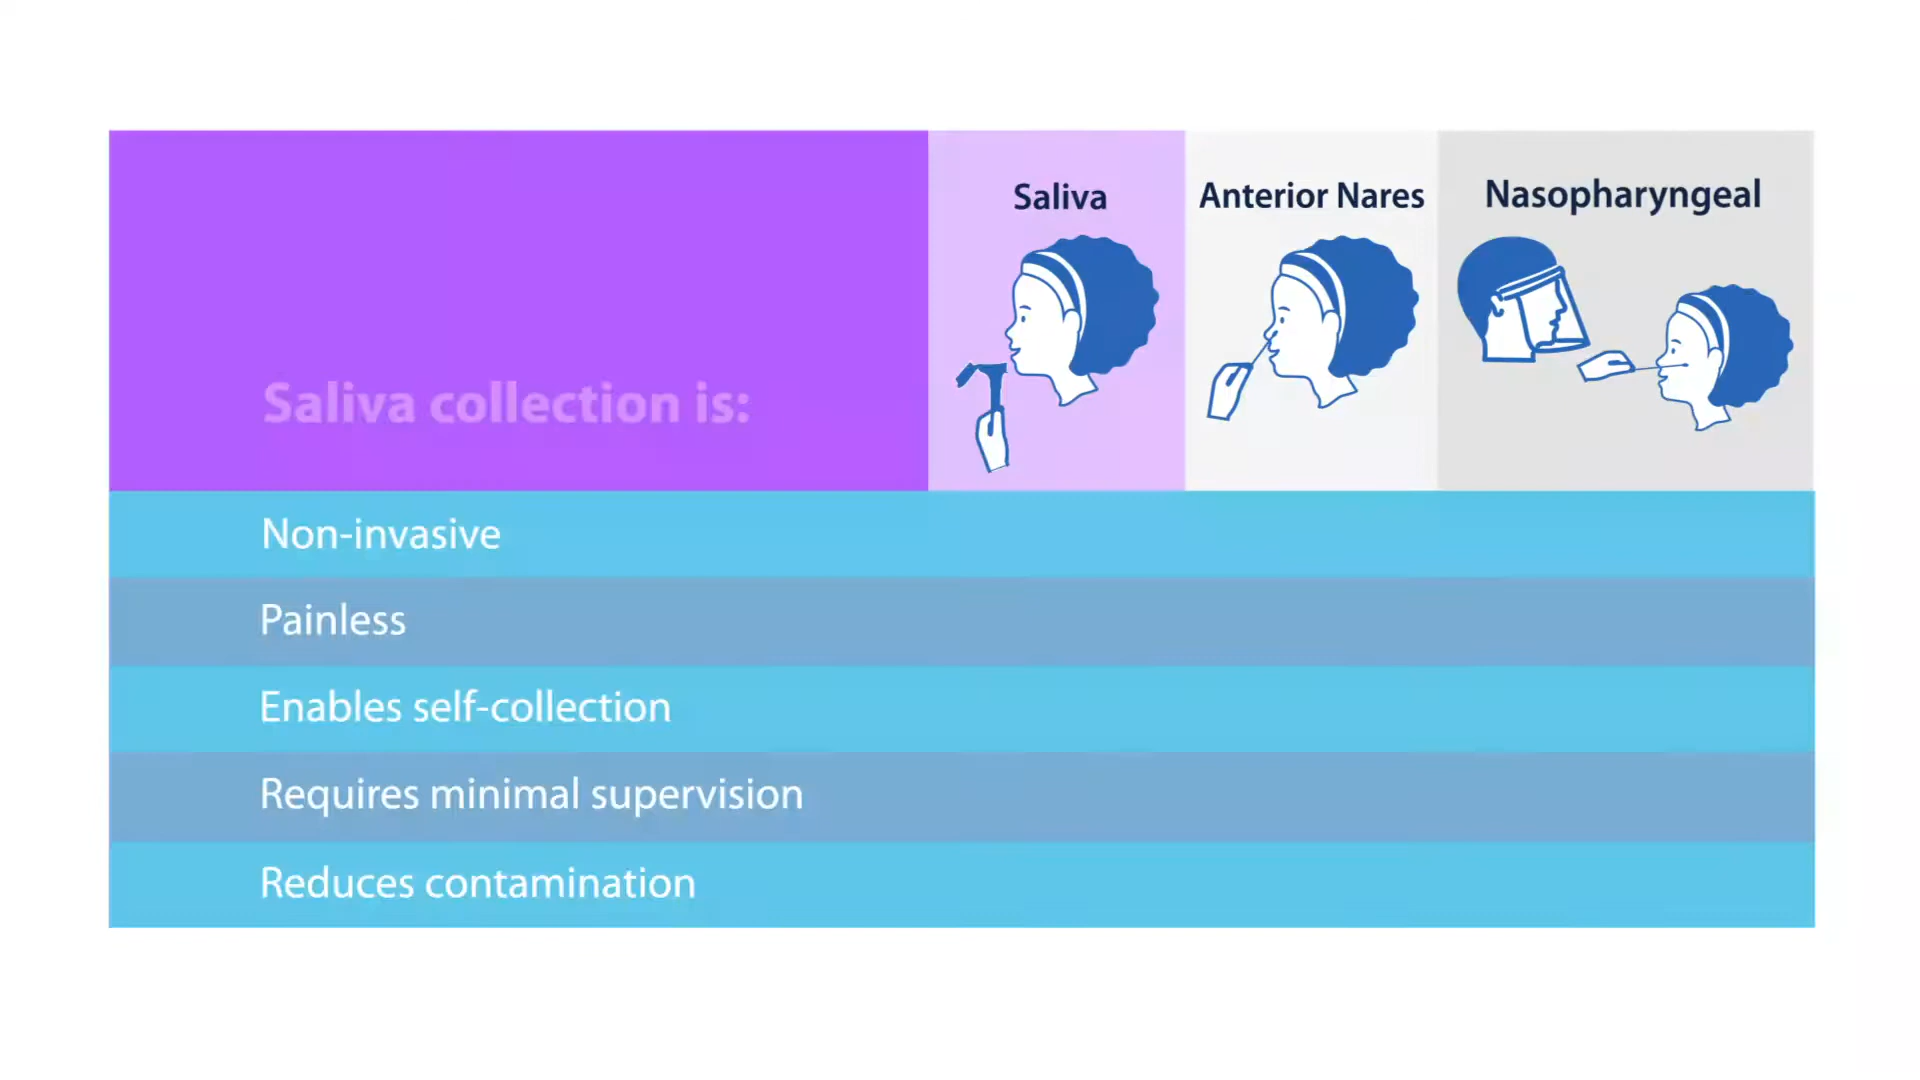 Saliva
Anterior Nares
Nasopharyngeal
Saliva collection is:
Non-invasive
Painless
Enables self-collection
Requires minimal supervision
Reduces contamination